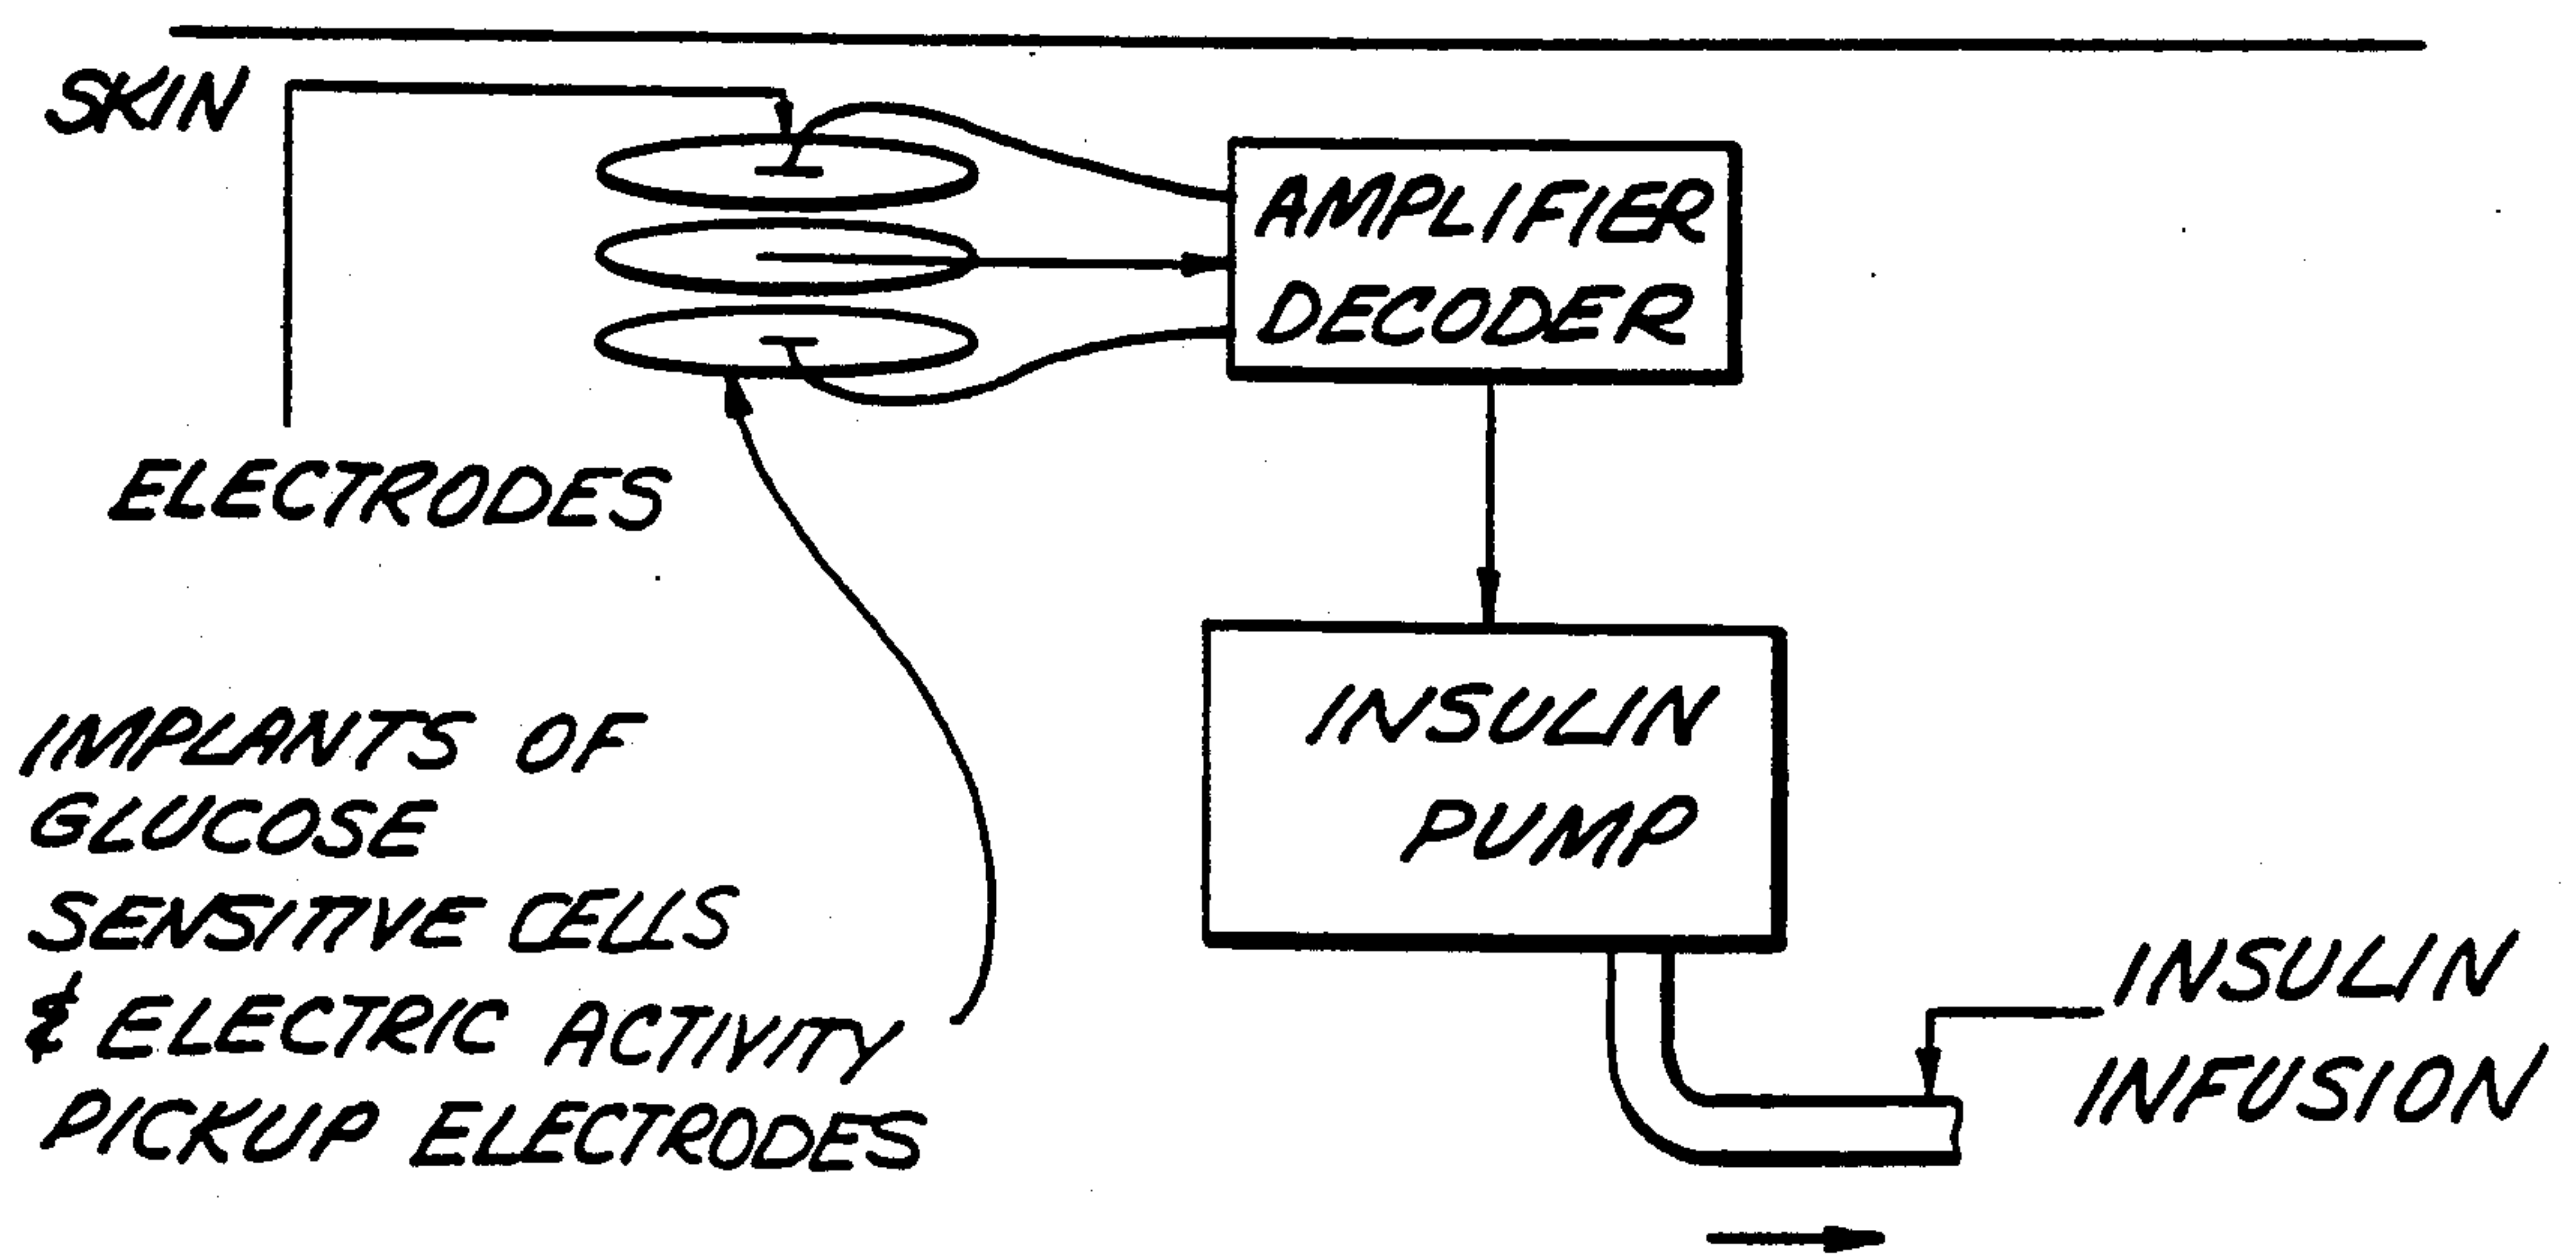 SKIN
AMPLIFIER
DECODER
ELECTRODES
INSULIN
PUMP
IMPLANTS OF
GLUCOSE
SENSITIVE CELLS
& ELECTRIC ACTIVITY
PICKUP ELECTRODES
INSULIN
INFUSION